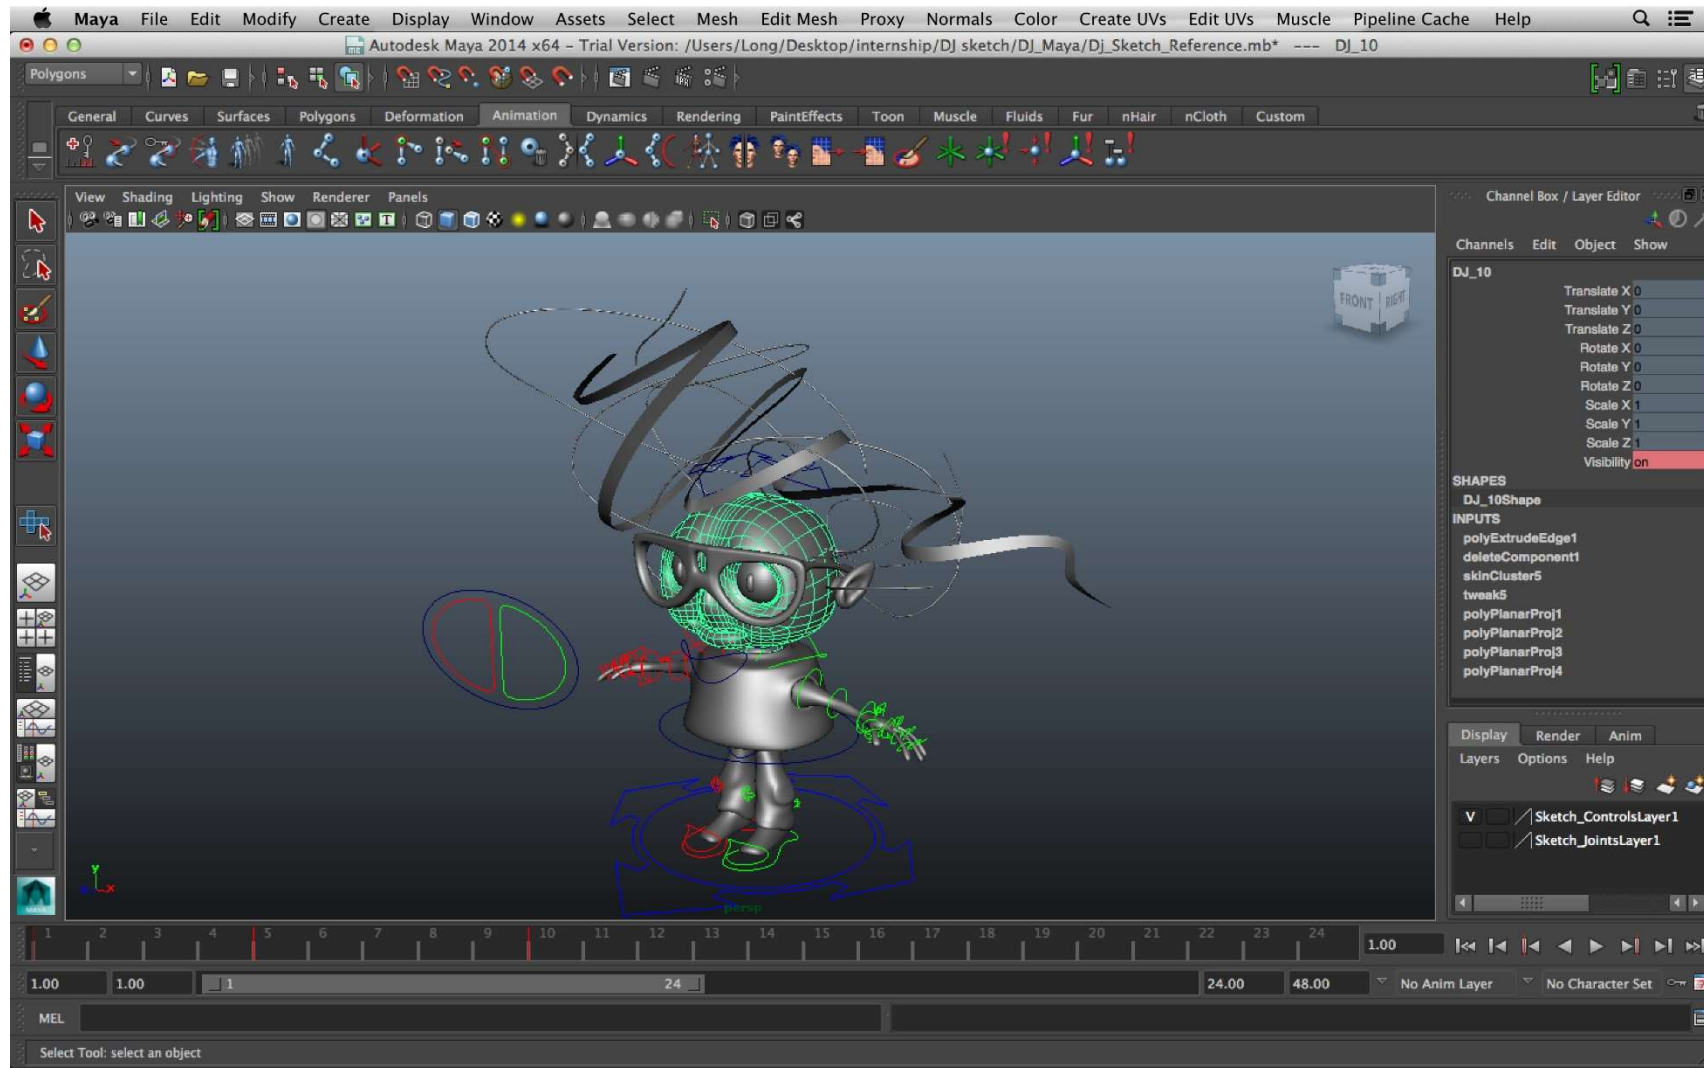 Maya File Edit Modify Create Display Window Assets Select Mesh Edit Mesh Proxy Normals Color Create UVs Edit UVs Muscle Pipeline Cache Help
Autodesk Maya 2014 x64 – Trial Version: /Users/Long/Desktop/internship/DJ sketch/DJ_Maya/Dj_Sketch_Reference.mb* --- DJ_10
Polygons
General Curves Surfaces Polygons Deformation Animation Dynamics Rendering PaintEffects Toon Muscle Fluids Fur nHair nCloth Custom
View Shading Lighting Show Renderer Panels
Channel Box / Layer Editor
Channels Edit Object Show
DJ_10
Translate X 0
Translate Y 0
Translate Z 0
Rotate X 0
Rotate Y 0
Rotate Z 0
Scale X 1
Scale Y 1
Scale Z 1
Visibility on
SHAPES
DJ_10Shape
INPUTS
polyExtrudeEdge1
deleteComponent1
skinCluster5
tweak5
polyPlanarProj1
polyPlanarProj2
polyPlanarProj3
polyPlanarProj4
FRONT RIGHT
Display Render Anim
Layers Options Help
V Sketch_ControlsLayer1
Sketch_JointsLayer1
y
x
persp
1 2 3 4 5 6 7 8 9 10 11 12 13 14 15 16 17 18 19 20 21 22 23 24 1.00
1.00 1.00 1 24 24.00 48.00 No Anim Layer No Character Set
MEL
Select Tool: select an object